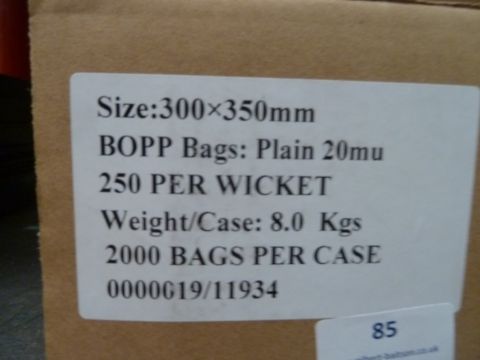 Size:300×350mm
BOPP Bags: Plain 20mu
250 PER WICKET
Weight/Case: 8.0 Kgs
2000 BAGS PER CASE
0000619/11934
85